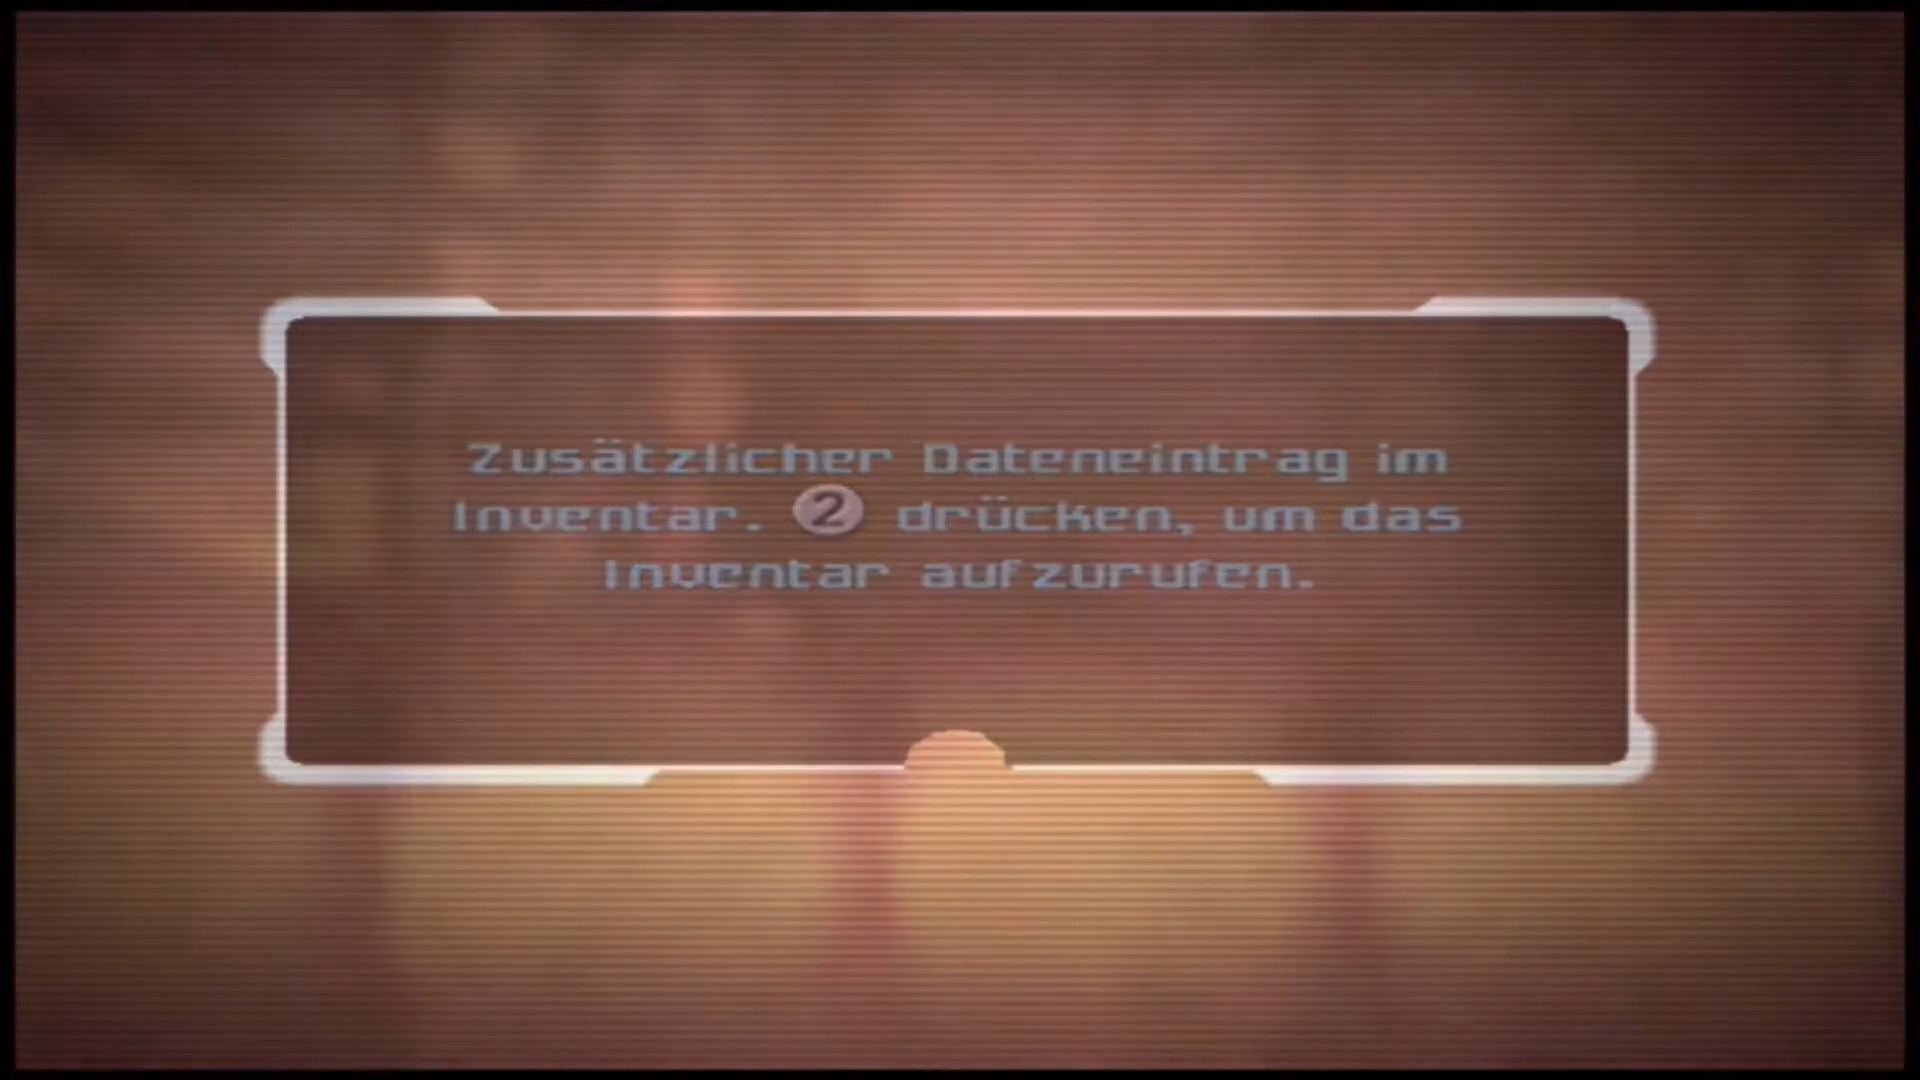 Zusätzlicher Dateneintrag im
Inventar. 2 drücken, um das
Inventar aufzurufen.